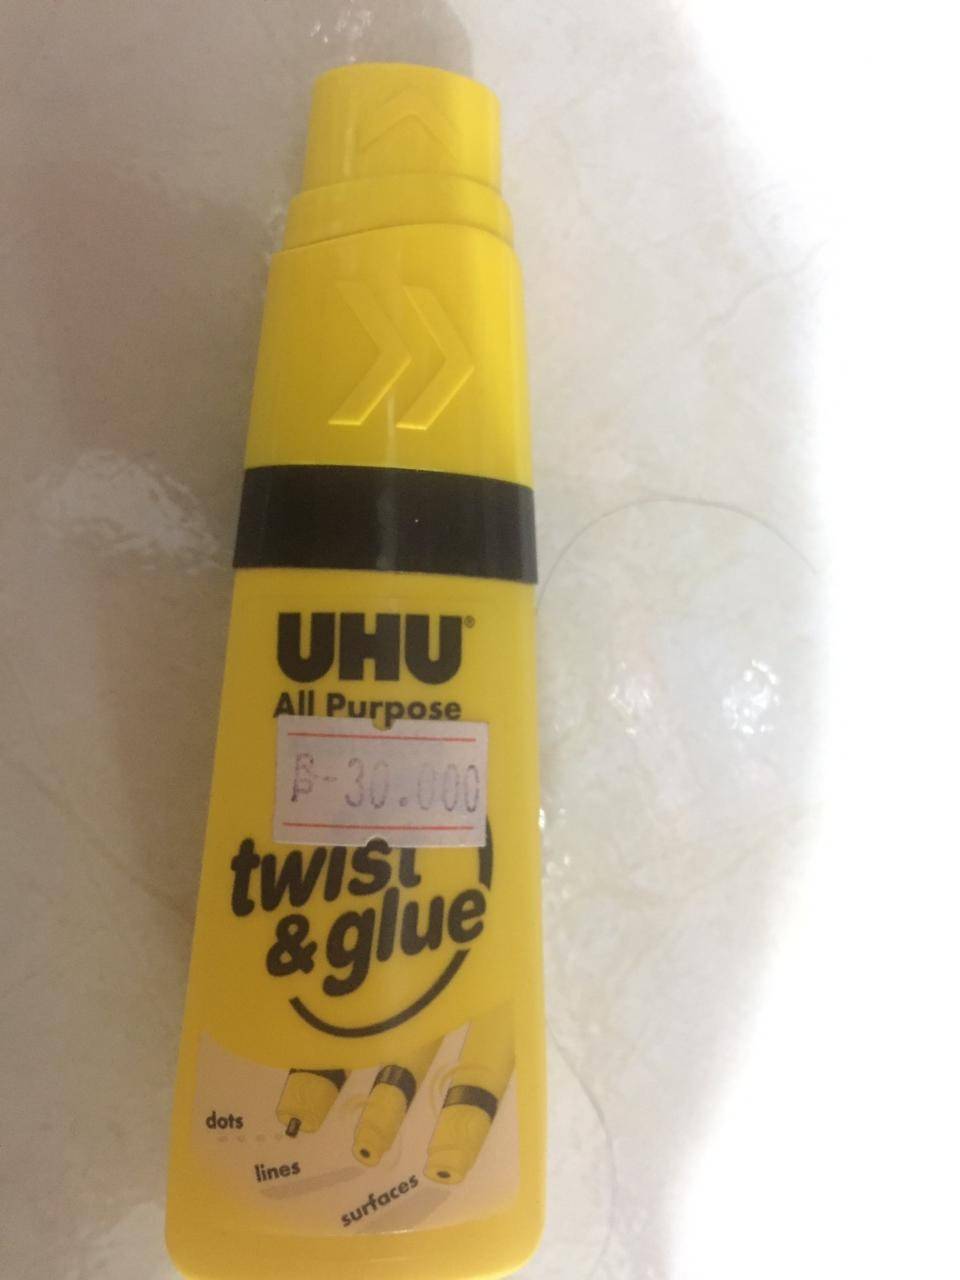 UHU®
All Purpose
30.000
twist
& glue
dots
lines
surfaces